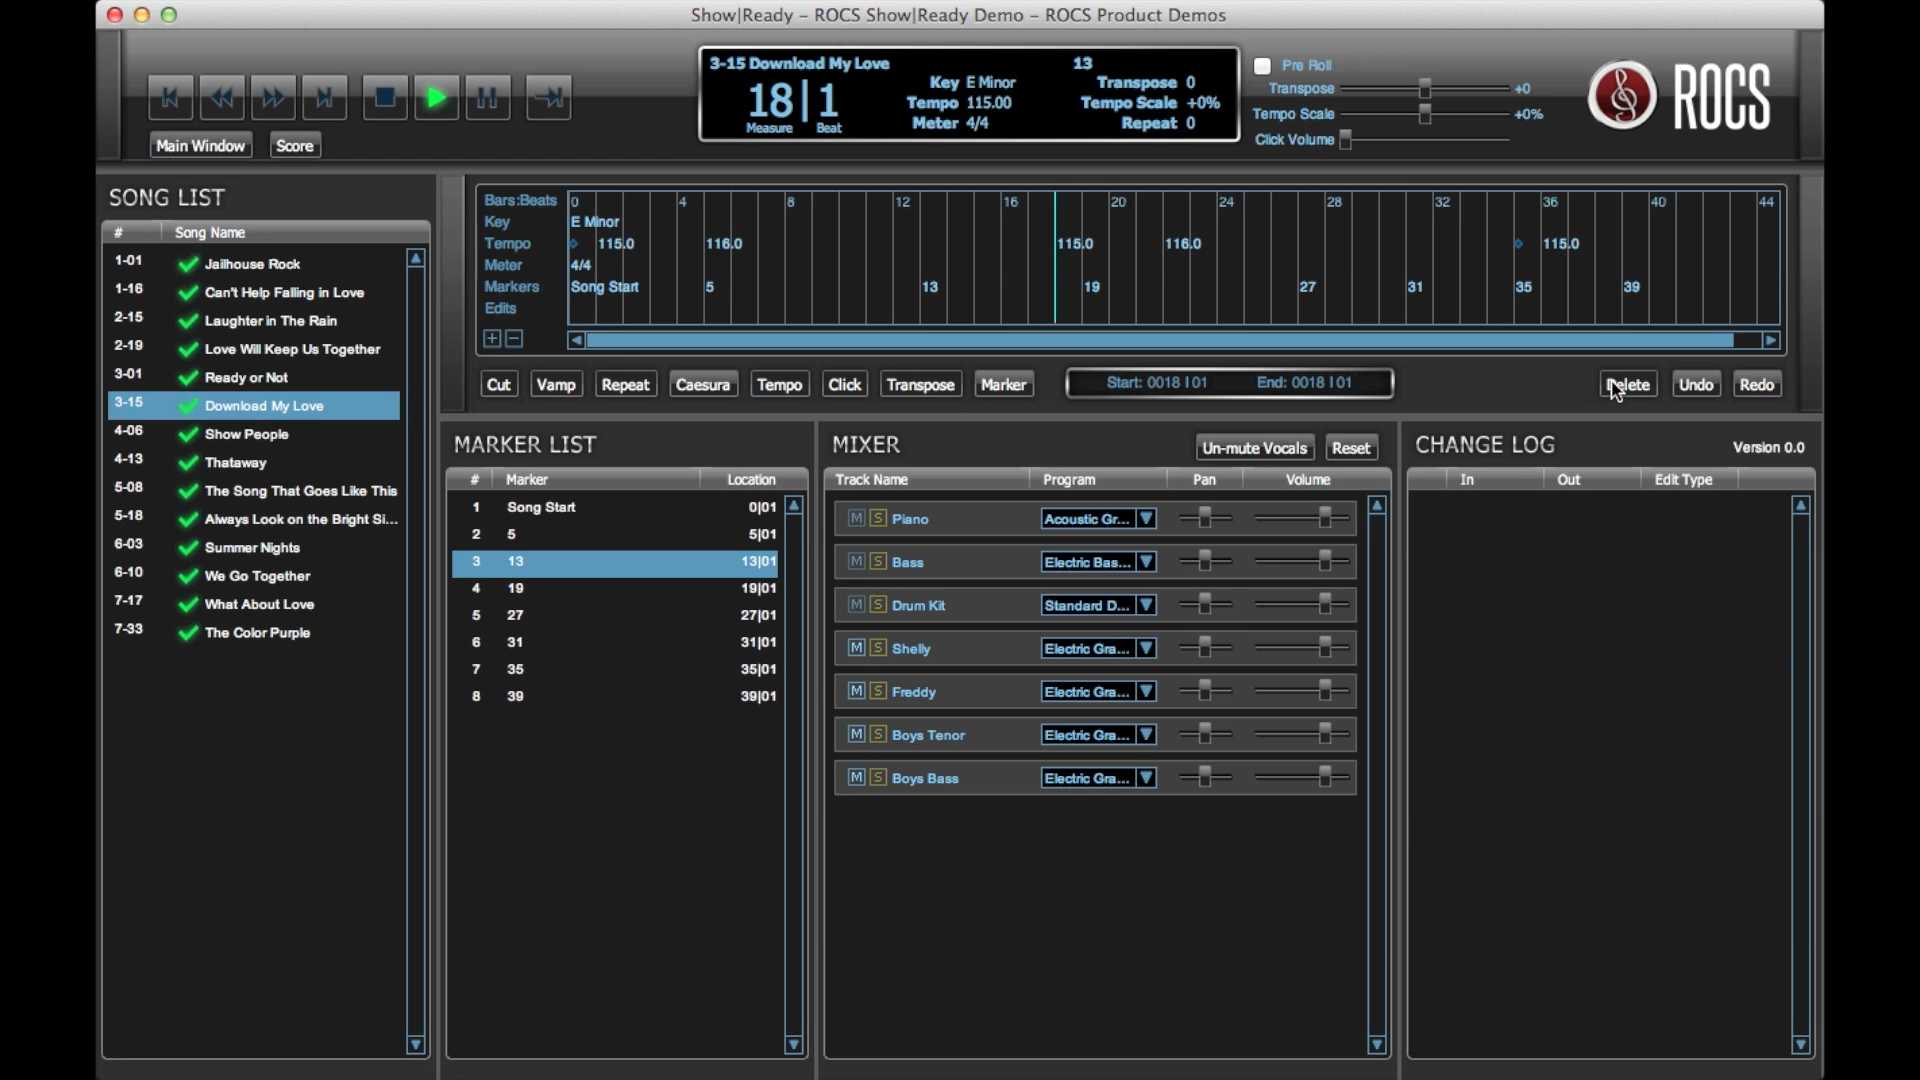 Show|Ready – ROCS Show|Ready Demo – ROCS Product Demos
3-15 Download My Love 13
18|1
Measure Beat
Key E Minor
Tempo 115.00
Meter 4/4
Transpose 0
Tempo Scale +0%
Repeat 0
Pre Roll
Transpose +0
Tempo Scale +0%
Click Volume
ROCS
Main Window Score
SONG LIST
# Song Name
1-01 Jailhouse Rock
1-16 Can't Help Falling in Love
2-15 Laughter in The Rain
2-19 Love Will Keep Us Together
3-01 Ready or Not
3-15 Download My Love
4-06 Show People
4-13 Thataway
5-08 The Song That Goes Like This
5-18 Always Look on the Bright Si...
6-03 Summer Nights
6-10 We Go Together
7-17 What About Love
7-33 The Color Purple
Bars:Beats 0 4 8 12 16 20 24 28 32 36 40 44
Key E Minor
Tempo 115.0 116.0 115.0 116.0 115.0
Meter 4/4
Markers Song Start 5 13 19 27 31 35 39
Edits
Cut Vamp Repeat Caesura Tempo Click Transpose Marker Start: 0018 | 01 End: 0018 | 01 Delete Undo Redo
MARKER LIST
# Marker Location
1 Song Start 0|01
2 5 5|01
3 13 13|01
4 19 19|01
5 27 27|01
6 31 31|01
7 35 35|01
8 39 39|01
MIXER Un-mute Vocals Reset
Track Name Program Pan Volume
M S Piano Acoustic Gr...
M S Bass Electric Bas...
M S Drum Kit Standard D...
M S Shelly Electric Gra...
M S Freddy Electric Gra...
M S Boys Tenor Electric Gra...
M S Boys Bass Electric Gra...
CHANGE LOG Version 0.0
In Out Edit Type